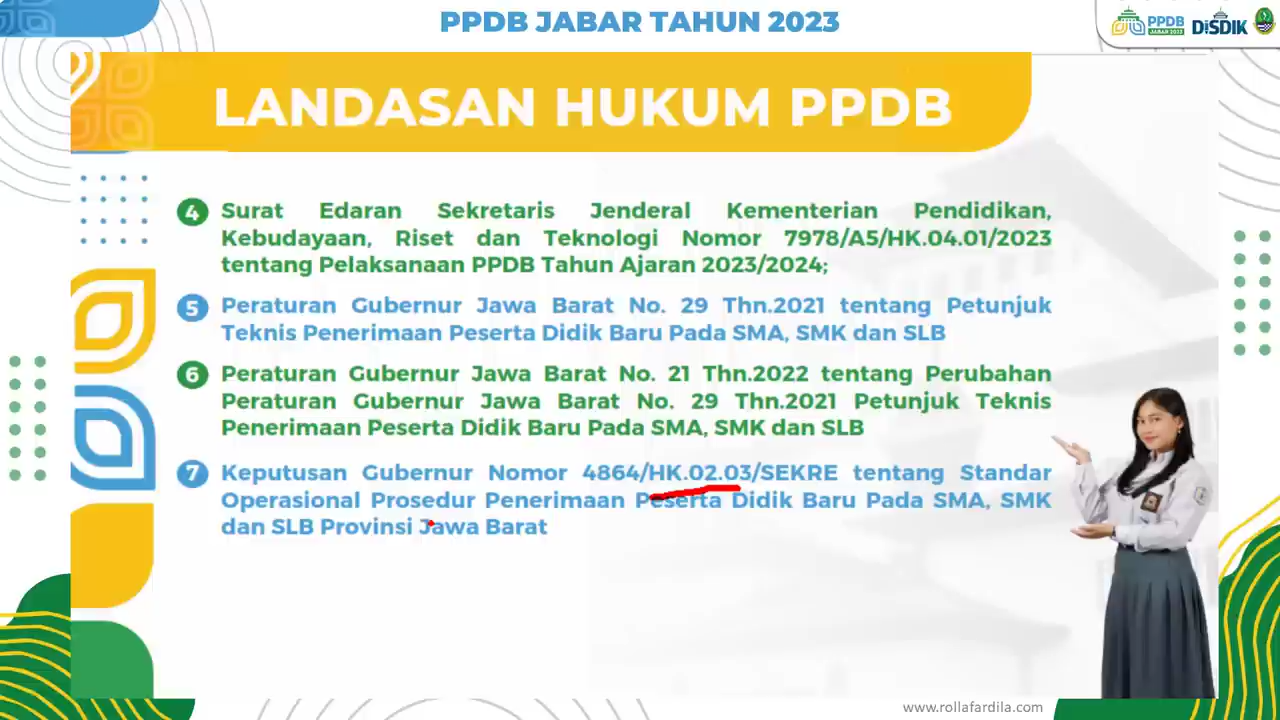 PPDB JABAR TAHUN 2023
PPDB
JABAR 2023
DISDIK
LANDASAN HUKUM PPDB
4 Surat Edaran Sekretaris Jenderal Kementerian Pendidikan,
Kebudayaan, Riset dan Teknologi Nomor 7978/A5/HK.04.01/2023
tentang Pelaksanaan PPDB Tahun Ajaran 2023/2024;
5 Peraturan Gubernur Jawa Barat No. 29 Thn.2021 tentang Petunjuk
Teknis Penerimaan Peserta Didik Baru Pada SMA, SMK dan SLB
6 Peraturan Gubernur Jawa Barat No. 21 Thn.2022 tentang Perubahan
Peraturan Gubernur Jawa Barat No. 29 Thn.2021 Petunjuk Teknis
Penerimaan Peserta Didik Baru Pada SMA, SMK dan SLB
7 Keputusan Gubernur Nomor 4864/HK.02.03/SEKRE tentang Standar
Operasional Prosedur Penerimaan Peserta Didik Baru Pada SMA, SMK
dan SLB Provinsi Jawa Barat
www.rollafardila.com